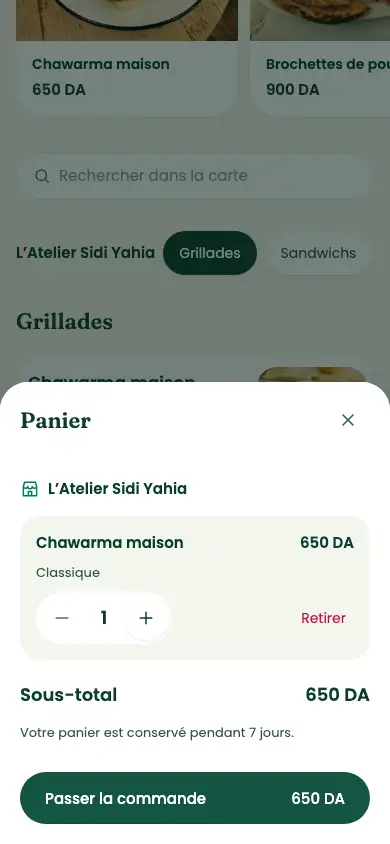 Chawarma maison
650 DA
Brochettes de pou
900 DA
Rechercher dans la carte
L’Atelier Sidi Yahia
Grillades
Sandwichs
Grillades
Chawarma maison
Panier
L’Atelier Sidi Yahia
Chawarma maison 650 DA
Classique
1
Retirer
Sous-total 650 DA
Votre panier est conservé pendant 7 jours.
Passer la commande 650 DA